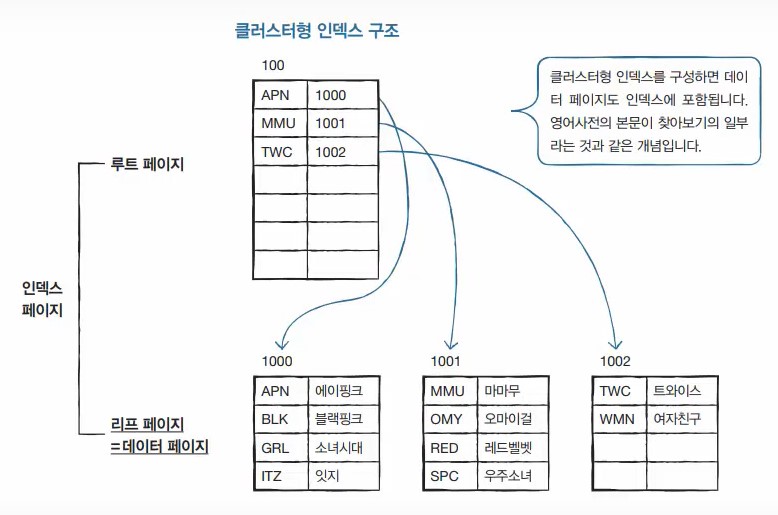 클러스터형 인덱스 구조
100
APN 1000
MMU 1001
TWC 1002
클러스터형 인덱스를 구성하면 데이
터 페이지도 인덱스에 포함됩니다.
영어사전의 본문이 찾아보기의 일부
라는 것과 같은 개념입니다.
루트 페이지
인덱스
페이지
리프 페이지
=데이터 페이지
1000
APN 에이핑크
BLK 블랙핑크
GRL 소녀시대
ITZ 잇지
1001
MMU 마마무
OMY 오마이걸
RED 레드벨벳
SPC 우주소녀
1002
TWC 트와이스
WMN 여자친구